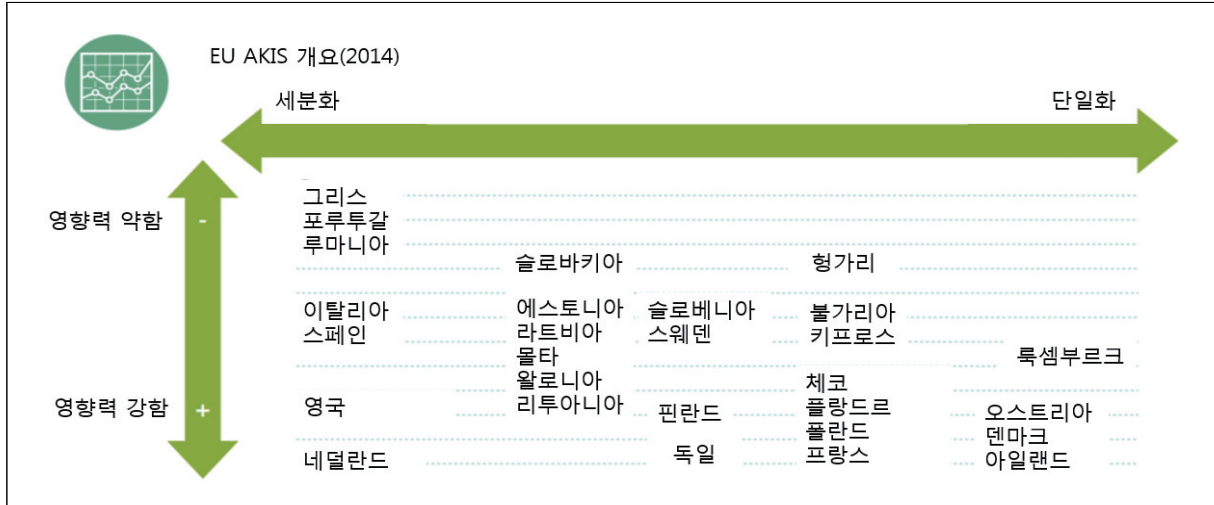 EU AKIS 개요(2014)
세분화 단일화
영향력 약함 -
그리스
포루투갈
루마니아
슬로바키아 헝가리
이탈리아 에스토니아 슬로베니아 불가리아
스페인 라트비아 스웨덴 키프로스
몰타 룩셈부르크
왈로니아 체코
영향력 강함 + 영국 리투아니아 핀란드 플랑드르 오스트리아
폴란드 덴마크
네덜란드 독일 프랑스 아일랜드